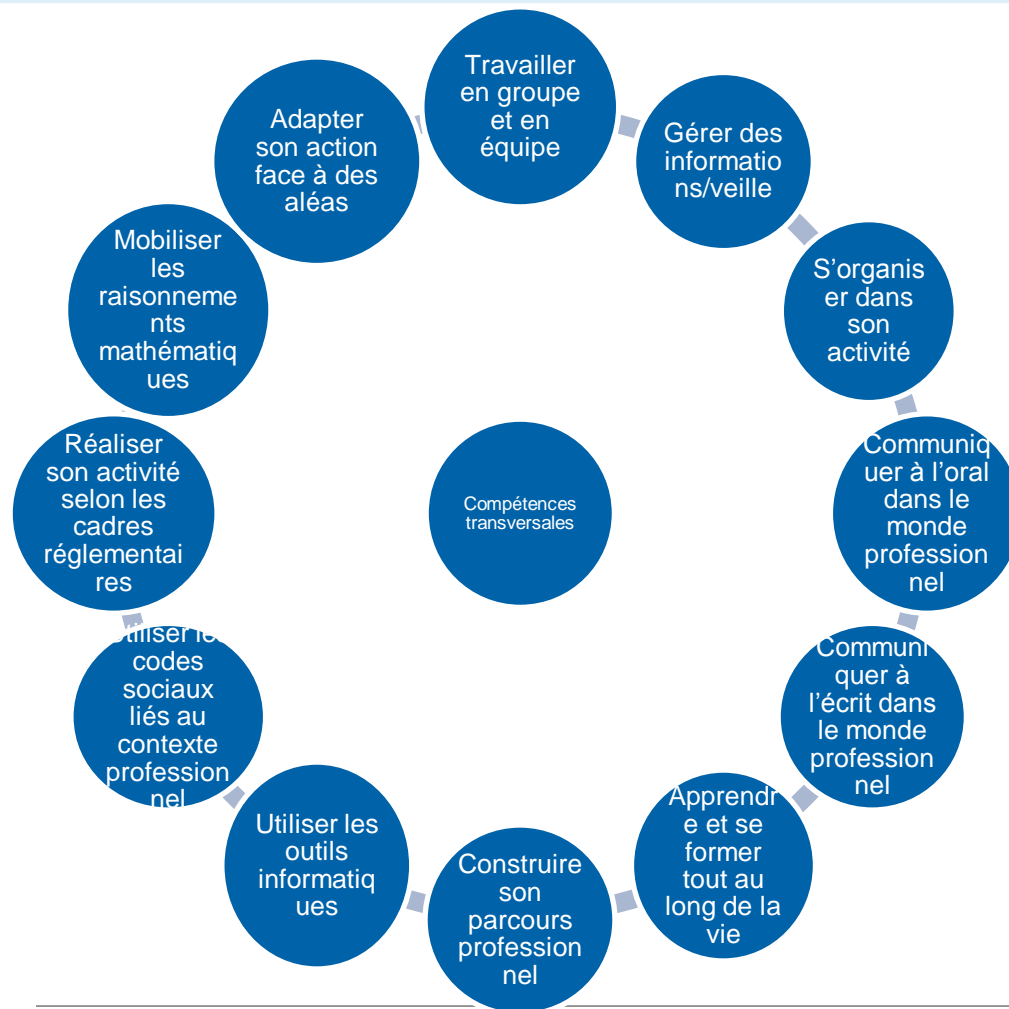 Travailler
en groupe
et en
équipe
Gérer des
informatio
ns/veille
S’organis
er dans
son
activité
Communiq
uer à l’oral
dans le
monde
profession
nel
Communi
quer à
l’écrit dans
le monde
profession
nel
Apprendr
e et se
former
tout au
long de la
vie
Construire
son
parcours
profession
nel
Utiliser les
outils
informatiq
ues
Utiliser les
codes
sociaux
liés au
contexte
profession
nel
Réaliser
son activité
selon les
cadres
réglementai
res
Mobiliser
les
raisonneme
nts
mathématiq
ues
Adapter
son action
face à des
aléas
Compétences
transversales